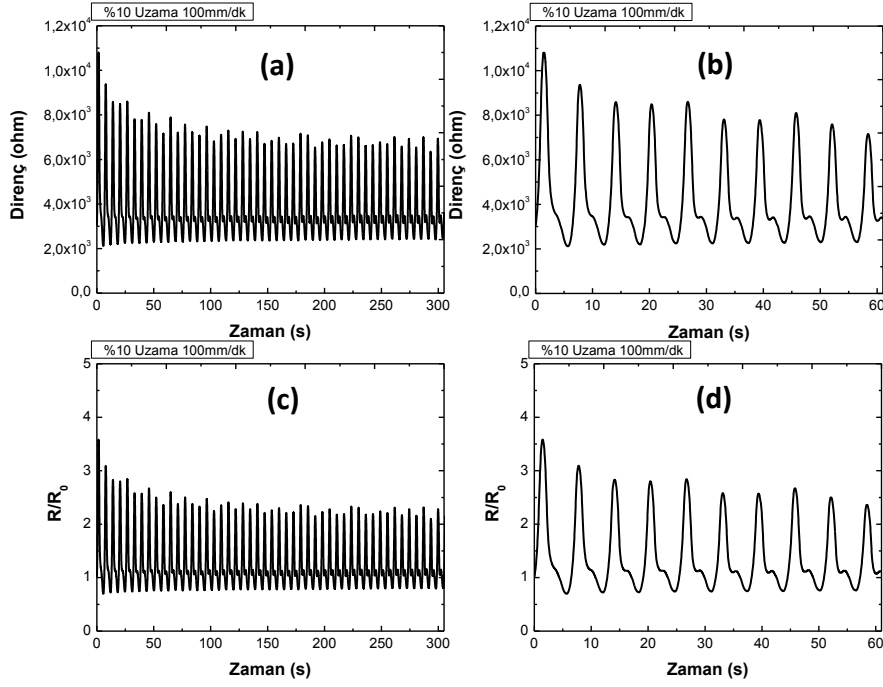 %10 Uzama 100mm/dk
%10 Uzama 100mm/dk
(a)
(b)
1,2x10⁴
1,0x10⁴
8,0x10³
6,0x10³
4,0x10³
2,0x10³
0,0
Direnç (ohm)
0 50 100 150 200 250 300
Zaman (s)
1,2x10⁴
1,0x10⁴
8,0x10³
6,0x10³
4,0x10³
2,0x10³
0,0
Direnç (ohm)
0 10 20 30 40 50 60
Zaman (s)
%10 Uzama 100mm/dk
%10 Uzama 100mm/dk
(c)
(d)
5
4
3
2
1
0
R/R₀
0 50 100 150 200 250 300
Zaman (s)
5
4
3
2
1
0
R/R₀
0 10 20 30 40 50 60
Zaman (s)